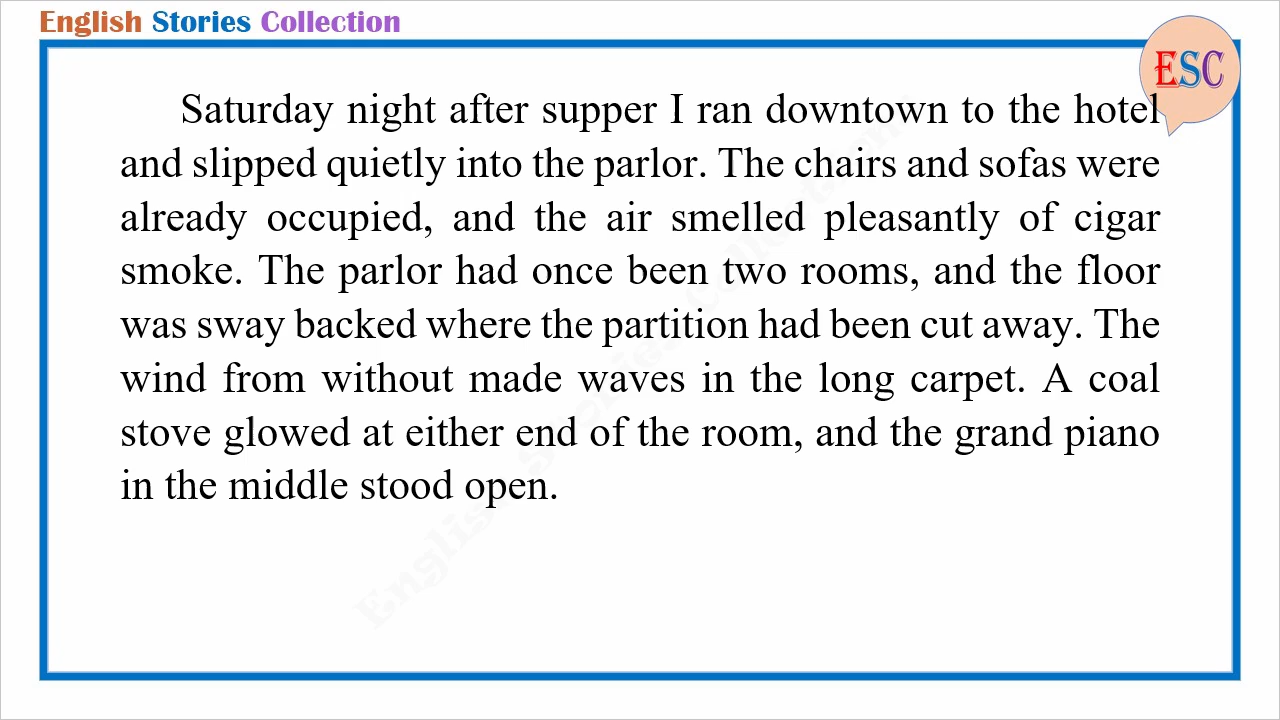 English Stories Collection
ESC
Saturday night after supper I ran downtown to the hotel
and slipped quietly into the parlor. The chairs and sofas were
already occupied, and the air smelled pleasantly of cigar
smoke. The parlor had once been two rooms, and the floor
was sway backed where the partition had been cut away. The
wind from without made waves in the long carpet. A coal
stove glowed at either end of the room, and the grand piano
in the middle stood open.
English Stories Collection